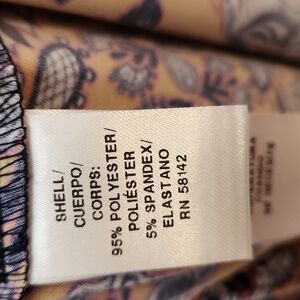 SHELL/
CUERPO/
CORPS:
95% POLYESTER/
POLIÉSTER
5% SPANDEX/
ELASTANO
RN 58142